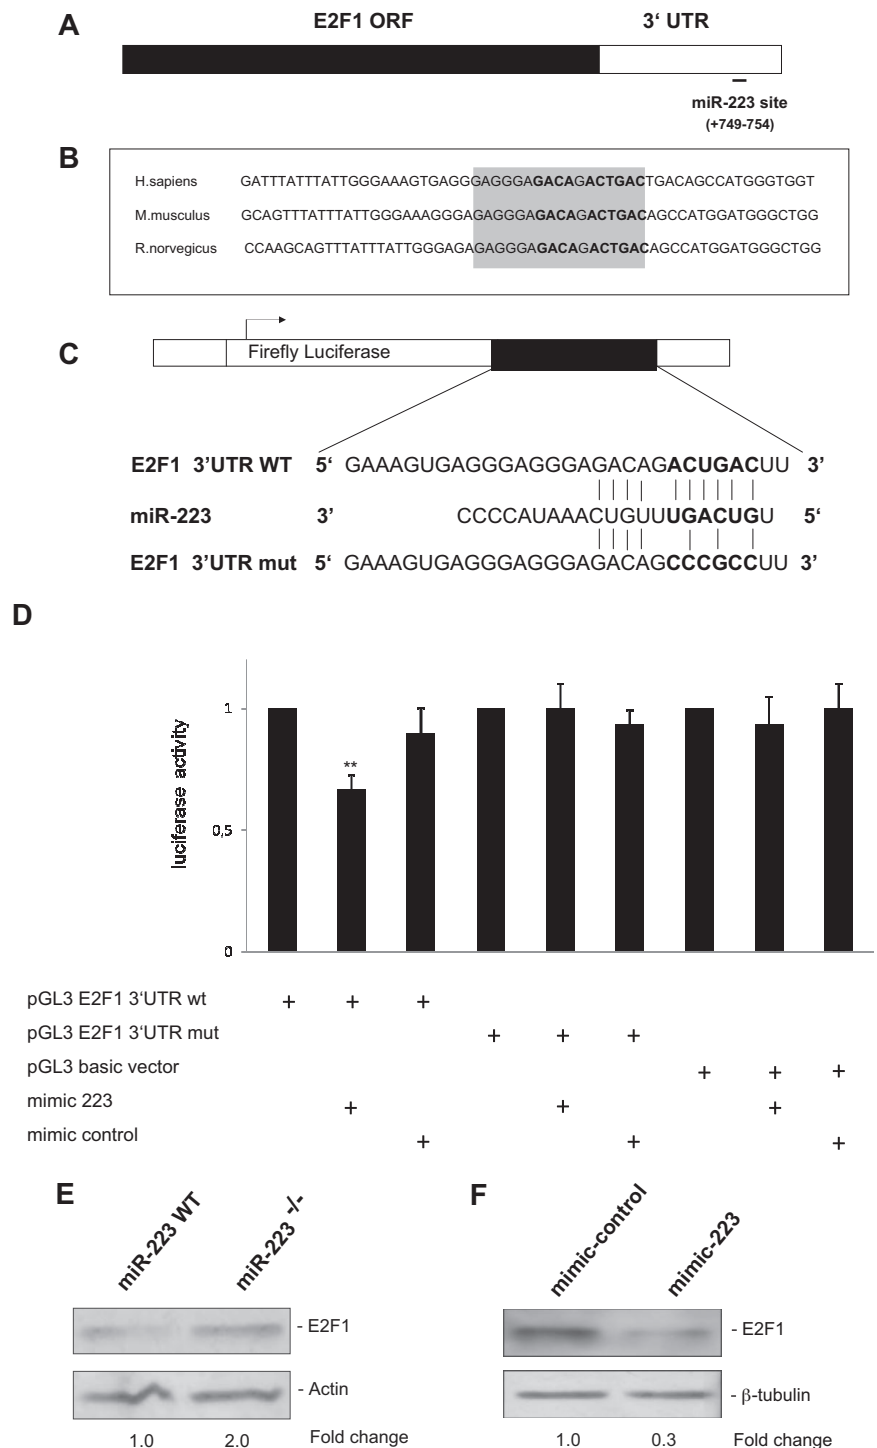 A
E2F1 ORF 3‘ UTR
miR-223 site
(+749-754)
B
H.sapiens GATTTATTTATTGGGAAAGTGAGGGAGGGAGACAGACTGACTGACAGCCATGGGTGGT
M.musculus GCAGTTTATTTATTGGGAAAGGGAGAGGGAGACAGACTGACAGCCATGGATGGGCTGG
R.norvegicus CCAAGCAGTTTATTTATTGGGAGAGAGGGAGACAGACTGACAGCCATGGATGGGCTGG
C
Firefly Luciferase
E2F1 3’UTR WT 5‘ GAAAGUGAGGGAGGGAGACAGACUGACUU 3’
miR-223 3’ CCCCAUAAACUGUUUGACUGU 5‘
E2F1 3’UTR mut 5‘ GAAAGUGAGGGAGGGAGACAGCCCGCCUU 3’
D
luciferase activity
1
0,5
0
**
pGL3 E2F1 3‘UTR wt + + +
pGL3 E2F1 3‘UTR mut + + +
pGL3 basic vector + + +
mimic 223 + + +
mimic control + + +
E
miR-223 WT
miR-223 -/-
- E2F1
- Actin
1.0 2.0 Fold change
F
mimic-control
mimic-223
- E2F1
- β-tubulin
1.0 0.3 Fold change